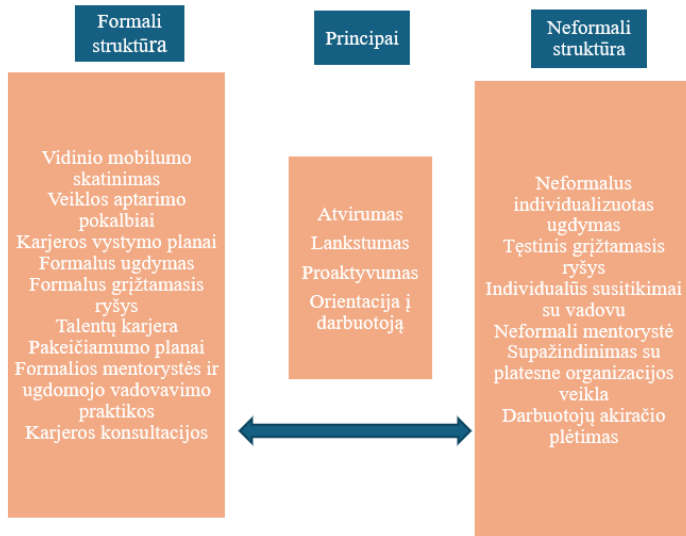 Formali
struktūra
Vidinio mobilumo
skatinimas
Veiklos aptarimo
pokalbiai
Karjeros vystymo planai
Formalus ugdymas
Formalus grįžtamasis
ryšys
Talentų karjera
Pakeičiamumo planai
Formalios mentorystės ir
ugdomojo vadovavimo
praktikos
Karjeros konsultacijos
Principai
Atvirumas
Lankstumas
Proaktyvumas
Orientacija į
darbuotoją
Neformali
struktūra
Neformalus
individualizuotas
ugdymas
Tęstinis grįžtamasis
ryšys
Individualūs susitikimai
su vadovu
Neformali mentorystė
Supažindinimas su
platesne organizacijos
veikla
Darbuotojų akiračio
plėtimas